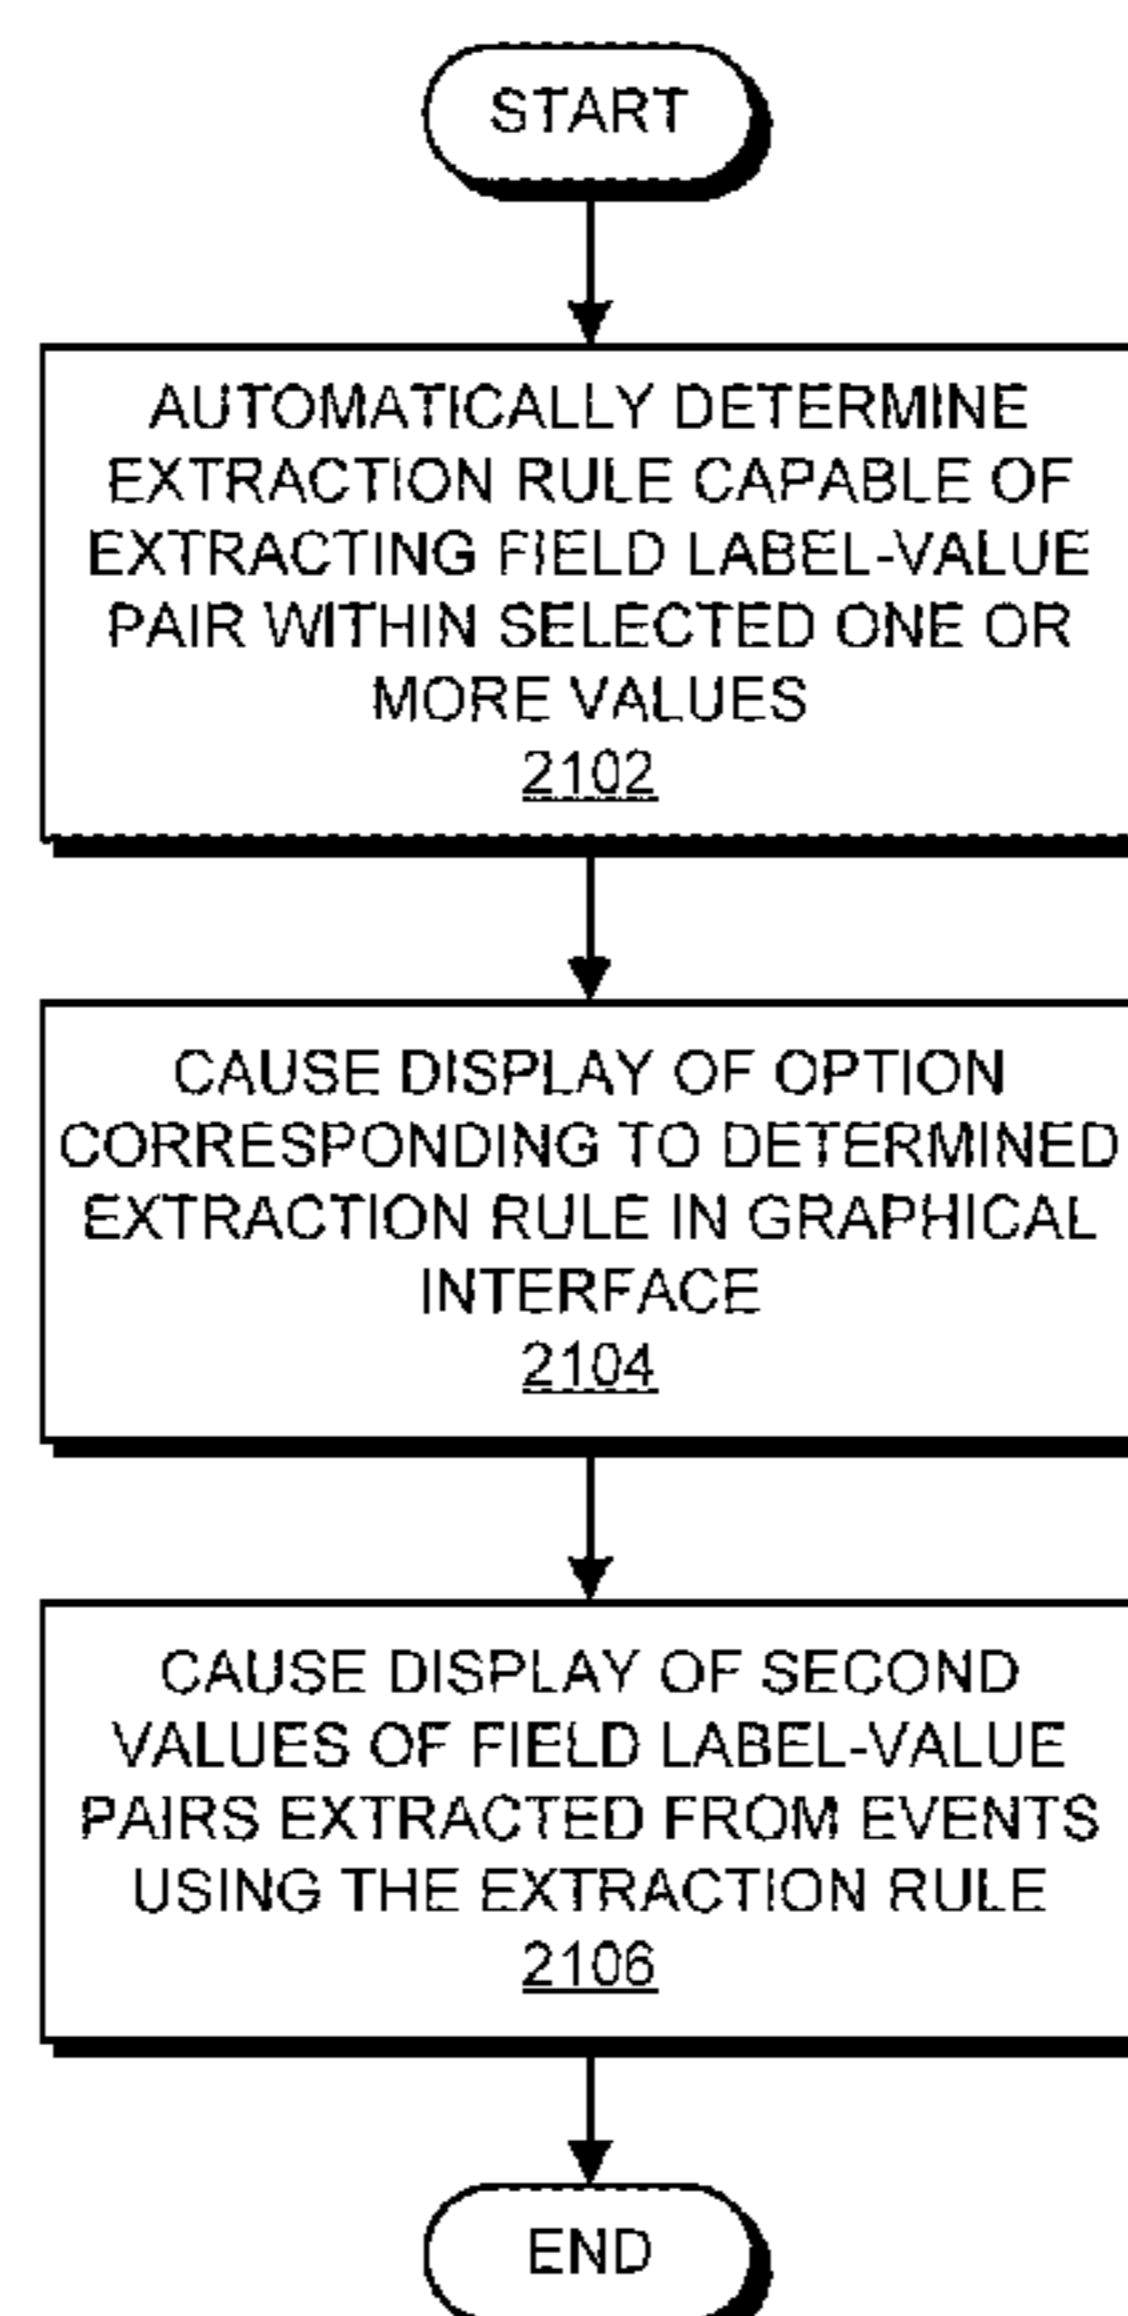 START
AUTOMATICALLY DETERMINE
EXTRACTION RULE CAPABLE OF
EXTRACTING FIELD LABEL-VALUE
PAIR WITHIN SELECTED ONE OR
MORE VALUES
2102
CAUSE DISPLAY OF OPTION
CORRESPONDING TO DETERMINED
EXTRACTION RULE IN GRAPHICAL
INTERFACE
2104
CAUSE DISPLAY OF SECOND
VALUES OF FIELD LABEL-VALUE
PAIRS EXTRACTED FROM EVENTS
USING THE EXTRACTION RULE
2106
END